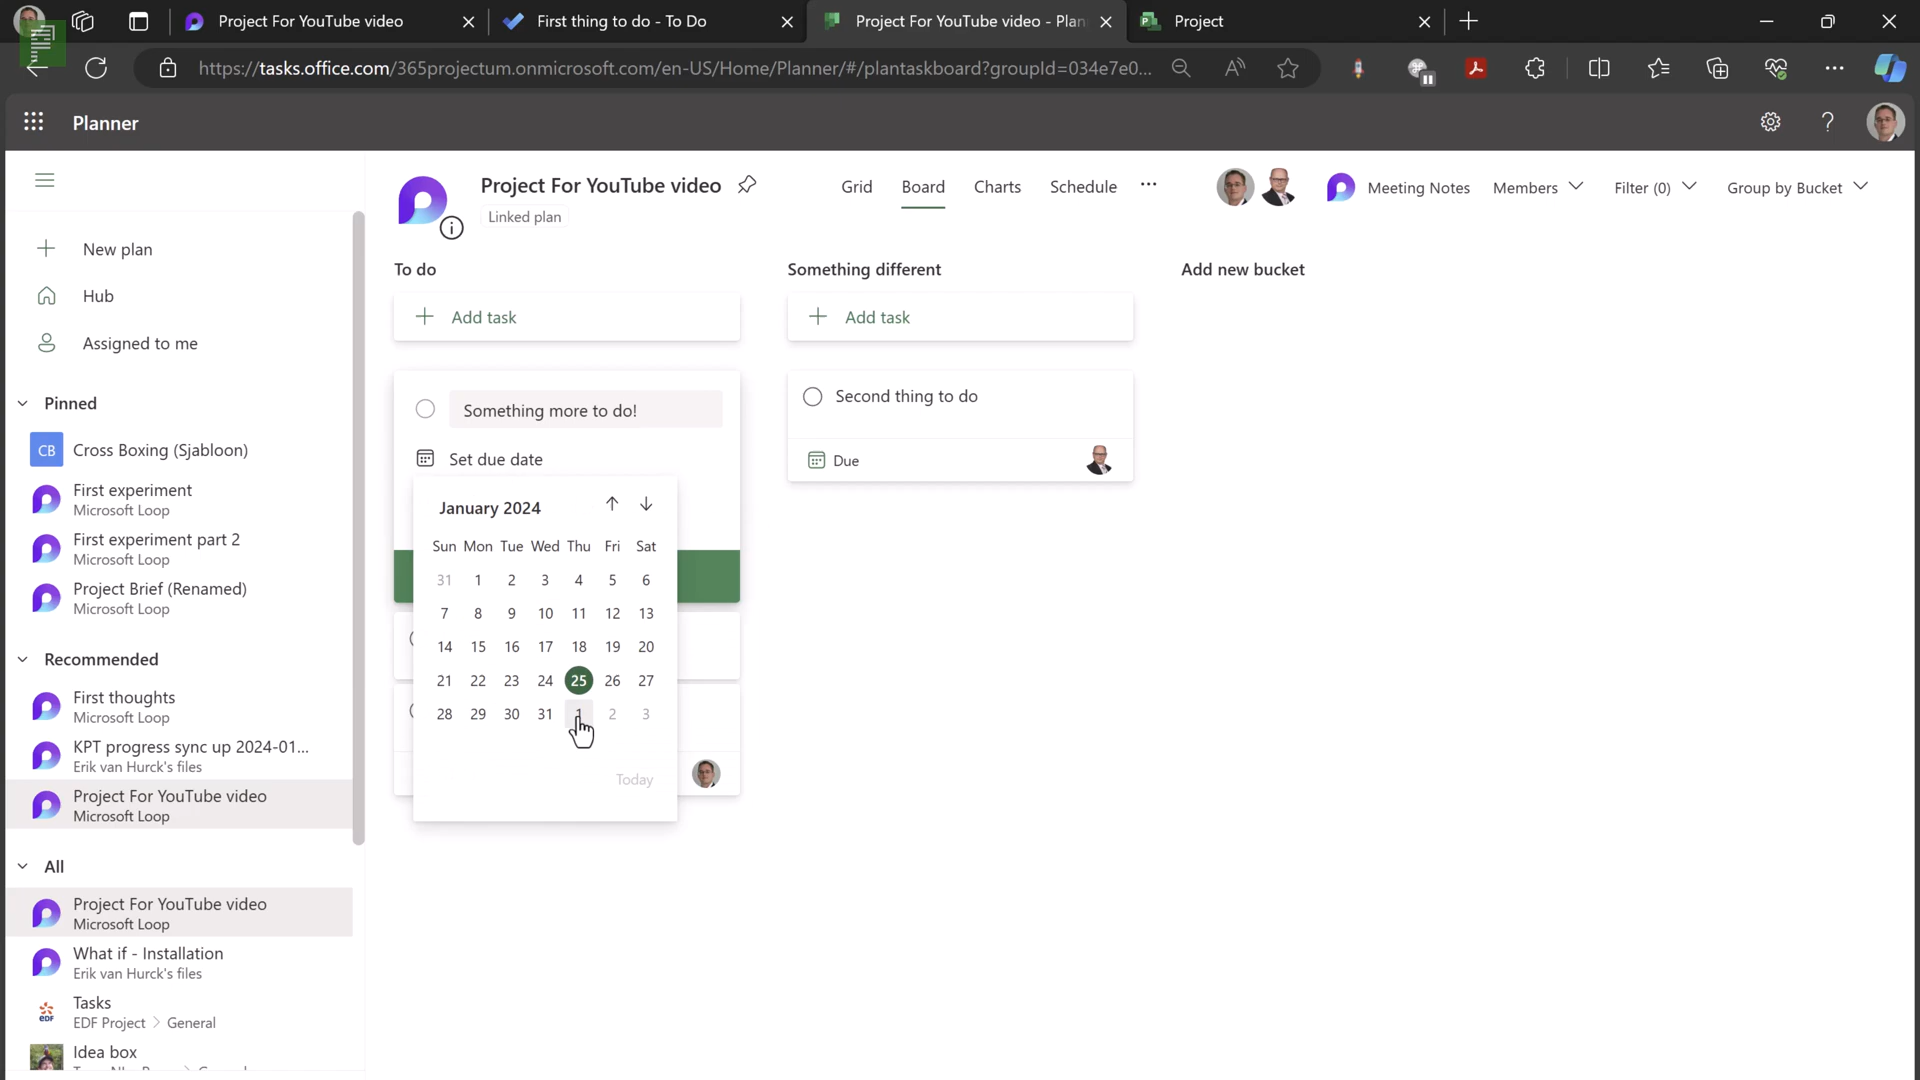 Project For YouTube video
First thing to do - To Do
Project For YouTube video - Plan
Project
https://tasks.office.com/365projectum.onmicrosoft.com/en-US/Home/Planner/#/plantaskboard?groupId=034e7e0...
Planner
New plan
Hub
Assigned to me
Pinned
CB Cross Boxing (Sjabloon)
First experiment
Microsoft Loop
First experiment part 2
Microsoft Loop
Project Brief (Renamed)
Microsoft Loop
Recommended
First thoughts
Microsoft Loop
KPT progress sync up 2024-01...
Erik van Hurck's files
Project For YouTube video
Microsoft Loop
All
Project For YouTube video
Microsoft Loop
What if - Installation
Erik van Hurck's files
Tasks
EDF Project > General
edf
Idea box
Project For YouTube video
Linked plan
Grid Board Charts Schedule
Meeting Notes Members Filter (0) Group by Bucket
To do
Add task
Something more to do!
Set due date
January 2024
Sun Mon Tue Wed Thu Fri Sat
31 1 2 3 4 5 6
7 8 9 10 11 12 13
14 15 16 17 18 19 20
21 22 23 24 25 26 27
28 29 30 31 1 2 3
Today
Something different
Add task
Second thing to do
Due
Add new bucket